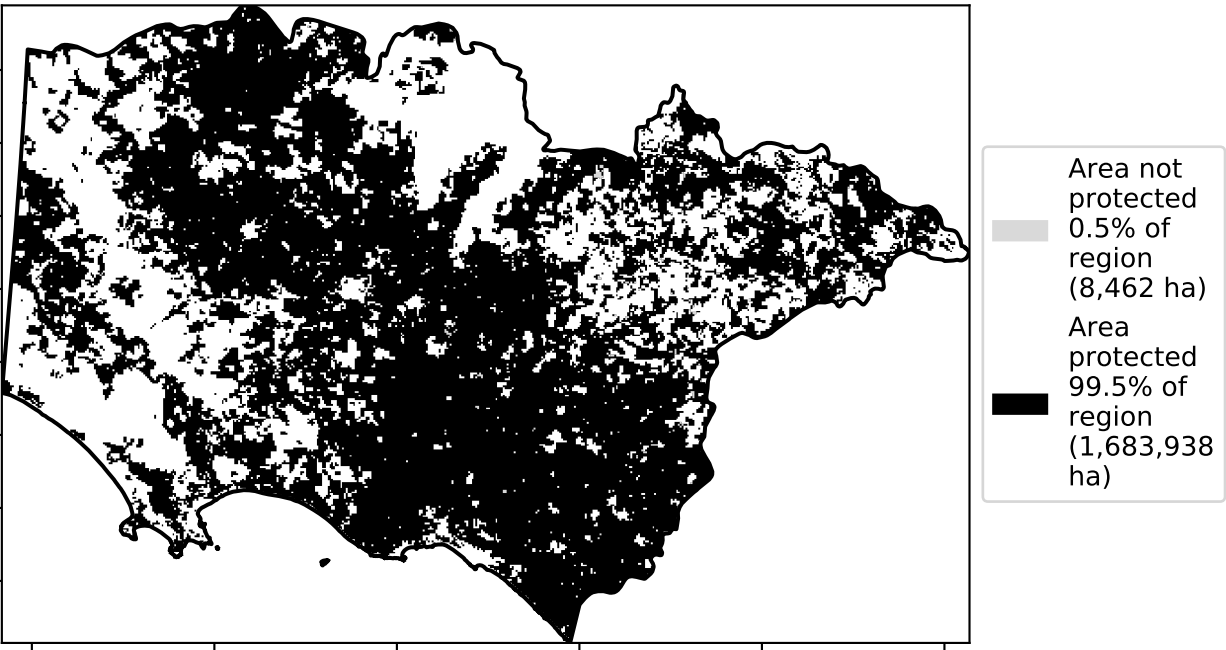 Area not
protected
0.5% of
region
(8,462 ha)
Area
protected
99.5% of
region
(1,683,938
ha)